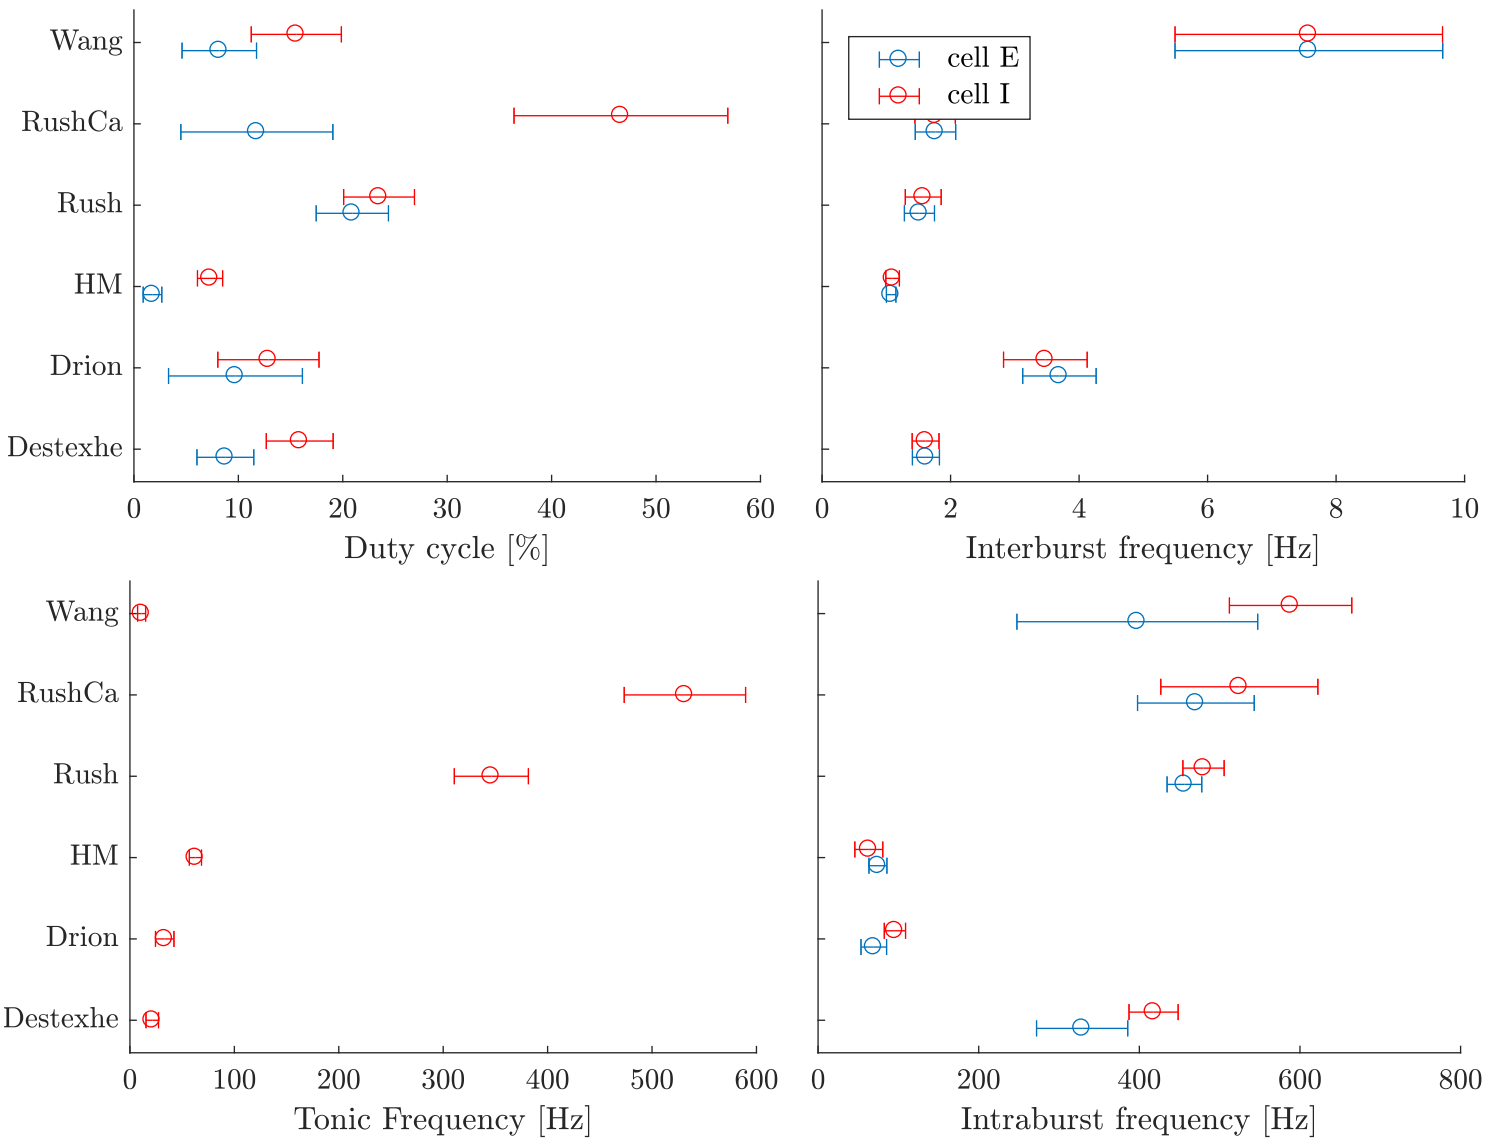 Wang
RushCa
Rush
HM
Drion
Destexhe
0 10 20 30 40 50 60
Duty cycle [%]
cell E
cell I
0 2 4 6 8 10
Interburst frequency [Hz]
Wang
RushCa
Rush
HM
Drion
Destexhe
0 100 200 300 400 500 600
Tonic Frequency [Hz]
0 200 400 600 800
Intraburst frequency [Hz]